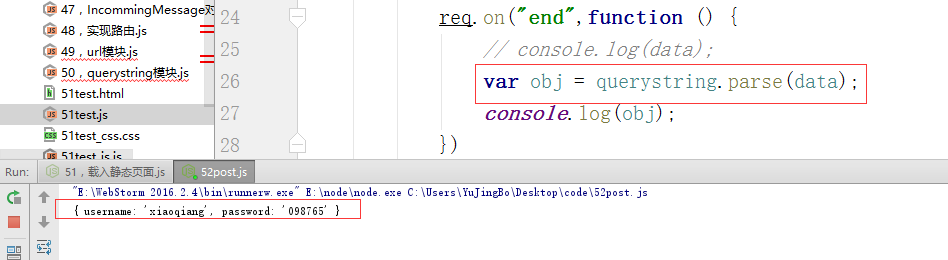 47，IncommingMessage对
48，实现路由.js
49，url模块.js
50，querystring模块.js
51test.html
51test.js
51test_css.css
51test_js.js
24 req.on("end",function () {
25 // console.log(data);
26 var obj = querystring.parse(data);
27 console.log(obj);
28 })
Run: 51，载入静态页面.js 52post.js
"E:\WebStorm 2016.2.4\bin\runnerw.exe" E:\node\node.exe C:\Users\YuJingBo\Desktop\code\52post.js
{ username: 'xiaoqiang', password: '098765' }